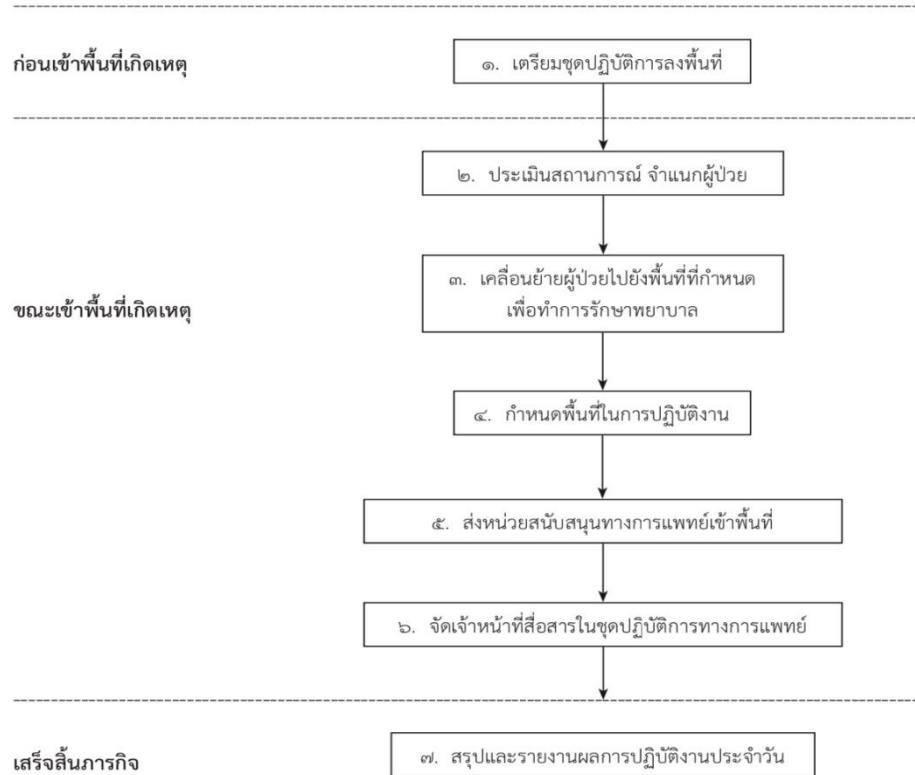 ก่อนเข้าพื้นที่เกิดเหตุ
๑. เตรียมชุดปฏิบัติการลงพื้นที่
๒. ประเมินสถานการณ์ จำแนกผู้ป่วย
๓. เคลื่อนย้ายผู้ป่วยไปยังพื้นที่ที่กำหนด
เพื่อทำการรักษาพยาบาล
ขณะเข้าพื้นที่เกิดเหตุ
๔. กำหนดพื้นที่ในการปฏิบัติงาน
๕. ส่งหน่วยสนับสนุนทางการแพทย์เข้าพื้นที่
๖. จัดเจ้าหน้าที่สื่อสารในชุดปฏิบัติการทางการแพทย์
เสร็จสิ้นภารกิจ
๗. สรุปและรายงานผลการปฏิบัติงานประจำวัน